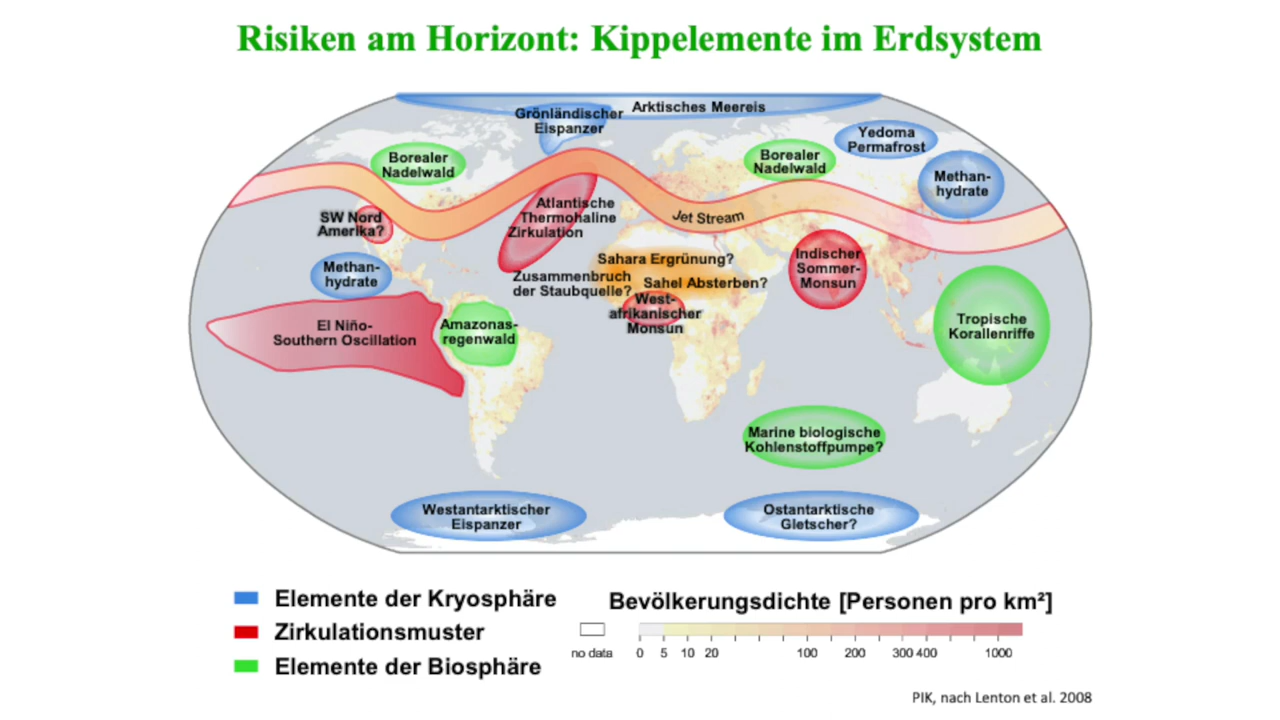 Risiken am Horizont: Kippelemente im Erdsystem
Arktisches Meereis
Grönländischer
Eispanzer
Yedoma
Permafrost
Borealer
Nadelwald
Borealer
Nadelwald
Methan-
hydrate
Atlantische
Thermohaline
Zirkulation
Jet Stream
SW Nord
Amerika?
Methan-
hydrate
Sahara Ergrünung?
Zusammenbruch
der Staubquelle?
Sahel Absterben?
West-
afrikanischer
Monsun
Indischer
Sommer-
Monsun
El Niño-
Southern Oscillation
Amazonas-
regenwald
Tropische
Korallenriffe
Marine biologische
Kohlenstoffpumpe?
Westantarktischer
Eispanzer
Ostantarktische
Gletscher?
Elemente der Kryosphäre
Zirkulationsmuster
Elemente der Biosphäre
Bevölkerungsdichte [Personen pro km²]
no data 0 5 10 20 100 200 300 400 1000
PIK, nach Lenton et al. 2008